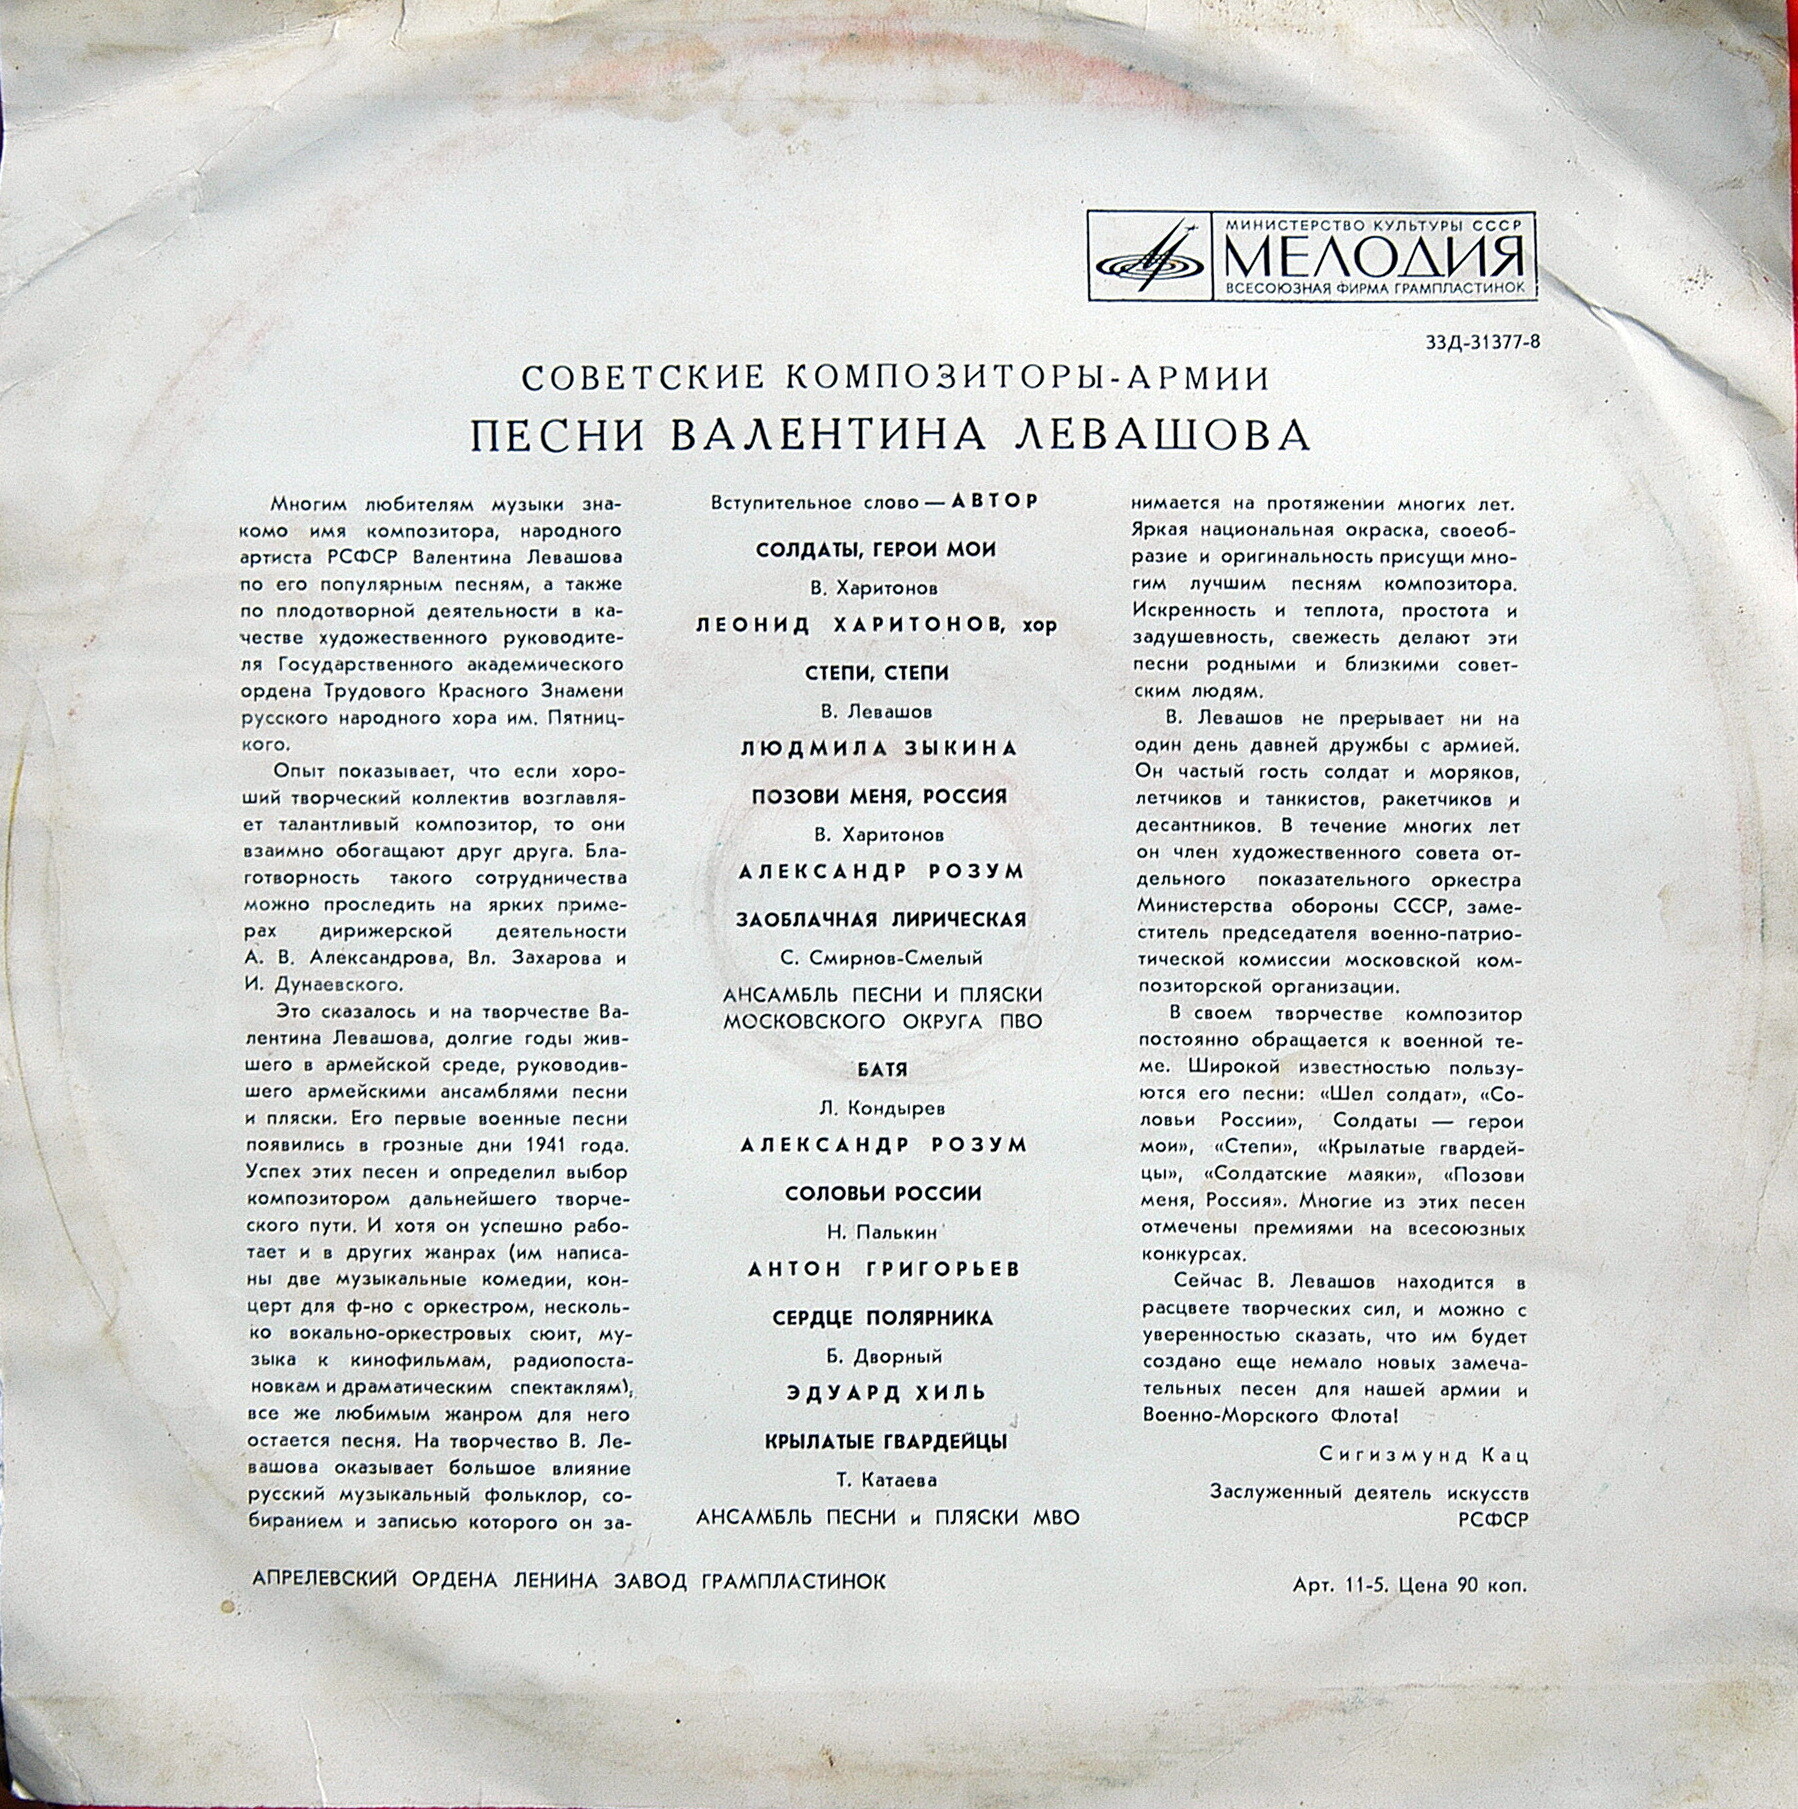 МИНИСТЕРСТВО КУЛЬТУРЫ СССР
МЕЛОДИЯ
ВСЕСОЮЗНАЯ ФИРМА ГРАМПЛАСТИНОК
33Д-31377-8
СОВЕТСКИЕ КОМПОЗИТОРЫ-АРМИИ
ПЕСНИ ВАЛЕНТИНА ЛЕВАШОВА
Многим любителям музыки зна-
комо имя композитора, народного
артиста РСФСР Валентина Левашова
по его популярным песням, а также
по плодотворной деятельности в ка-
честве художественного руководите-
ля Государственного академического
ордена Трудового Красного Знамени
русского народного хора им. Пятниц-
кого.
Опыт показывает, что если хоро-
ший творческий коллектив возглавля-
ет талантливый композитор, то они
взаимно обогащают друг друга. Бла-
готворность такого сотрудничества
можно проследить на ярких приме-
рах дирижерской деятельности
А. В. Александрова, Вл. Захарова и
И. Дунаевского.
Это сказалось и на творчестве Ва-
лентина Левашова, долгие годы жив-
шего в армейской среде, руководив-
шего армейскими ансамблями песни
и пляски. Его первые военные песни
появились в грозные дни 1941 года.
Успех этих песен и определил выбор
композитором дальнейшего творче-
ского пути. И хотя он успешно рабо-
тает и в других жанрах (им написа-
ны две музыкальные комедии, кон-
церт для ф-но с оркестром, несколь-
ко вокально-оркестровых сюит, му-
зыка к кинофильмам, радиопоста-
новкам и драматическим спектаклям),
все же любимым жанром для него
остается песня. На творчество В. Ле-
вашова оказывает большое влияние
русский музыкальный фольклор, со-
биранием и записью которого он за-
Вступительное слово — АВТОР
СОЛДАТЫ, ГЕРОИ МОИ
В. Харитонов
ЛЕОНИД ХАРИТОНОВ, хор
СТЕПИ, СТЕПИ
В. Левашов
ЛЮДМИЛА ЗЫКИНА
ПОЗОВИ МЕНЯ, РОССИЯ
В. Харитонов
АЛЕКСАНДР РОЗУМ
ЗАОБЛАЧНАЯ ЛИРИЧЕСКАЯ
С. Смирнов-Смелый
АНСАМБЛЬ ПЕСНИ И ПЛЯСКИ
МОСКОВСКОГО ОКРУГА ПВО
БАТЯ
Л. Кондырев
АЛЕКСАНДР РОЗУМ
СОЛОВЬИ РОССИИ
Н. Палькин
АНТОН ГРИГОРЬЕВ
СЕРДЦЕ ПОЛЯРНИКА
Б. Дворный
ЭДУАРД ХИЛЬ
КРЫЛАТЫЕ ГВАРДЕЙЦЫ
Т. Катаева
АНСАМБЛЬ ПЕСНИ и ПЛЯСКИ МВО
нимается на протяжении многих лет.
Яркая национальная окраска, своеоб-
разие и оригинальность присущи мно-
гим лучшим песням композитора.
Искренность и теплота, простота и
задушевность, свежесть делают эти
песни родными и близкими совет-
ским людям.
В. Левашов не прерывает ни на
один день давней дружбы с армией.
Он частый гость солдат и моряков,
летчиков и танкистов, ракетчиков и
десантников. В течение многих лет
он член художественного совета от-
дельного показательного оркестра
Министерства обороны СССР, заме-
ститель председателя военно-патрио-
тической комиссии московской ком-
позиторской организации.
В своем творчестве композитор
постоянно обращается к военной те-
ме. Широкой известностью пользу-
ются его песни: «Шел солдат», «Со-
ловьи России», Солдаты — герои
мои», «Степи», «Крылатые гвардей-
цы», «Солдатские маяки», «Позови
меня, Россия». Многие из этих песен
отмечены премиями на всесоюзных
конкурсах.
Сейчас В. Левашов находится в
расцвете творческих сил, и можно с
уверенностью сказать, что им будет
создано еще немало новых замеча-
тельных песен для нашей армии и
Военно-Морского Флота!
Сигизмунд Кац
Заслуженный деятель искусств
РСФСР
АПРЕЛЕВСКИЙ ОРДЕНА ЛЕНИНА ЗАВОД ГРАМПЛАСТИНОК
Арт. 11-5. Цена 90 коп.